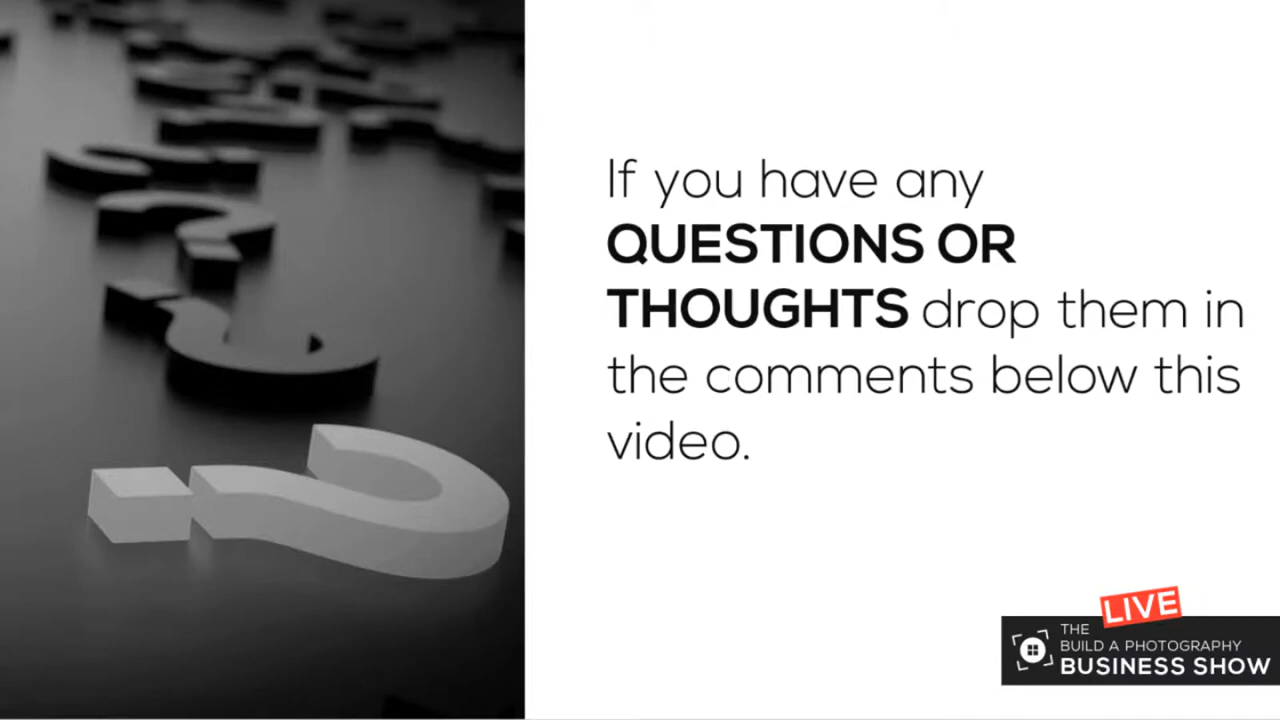 If you have any
QUESTIONS OR
THOUGHTS drop them in
the comments below this
video.
LIVE
THE
BUILD A PHOTOGRAPHY
BUSINESS SHOW